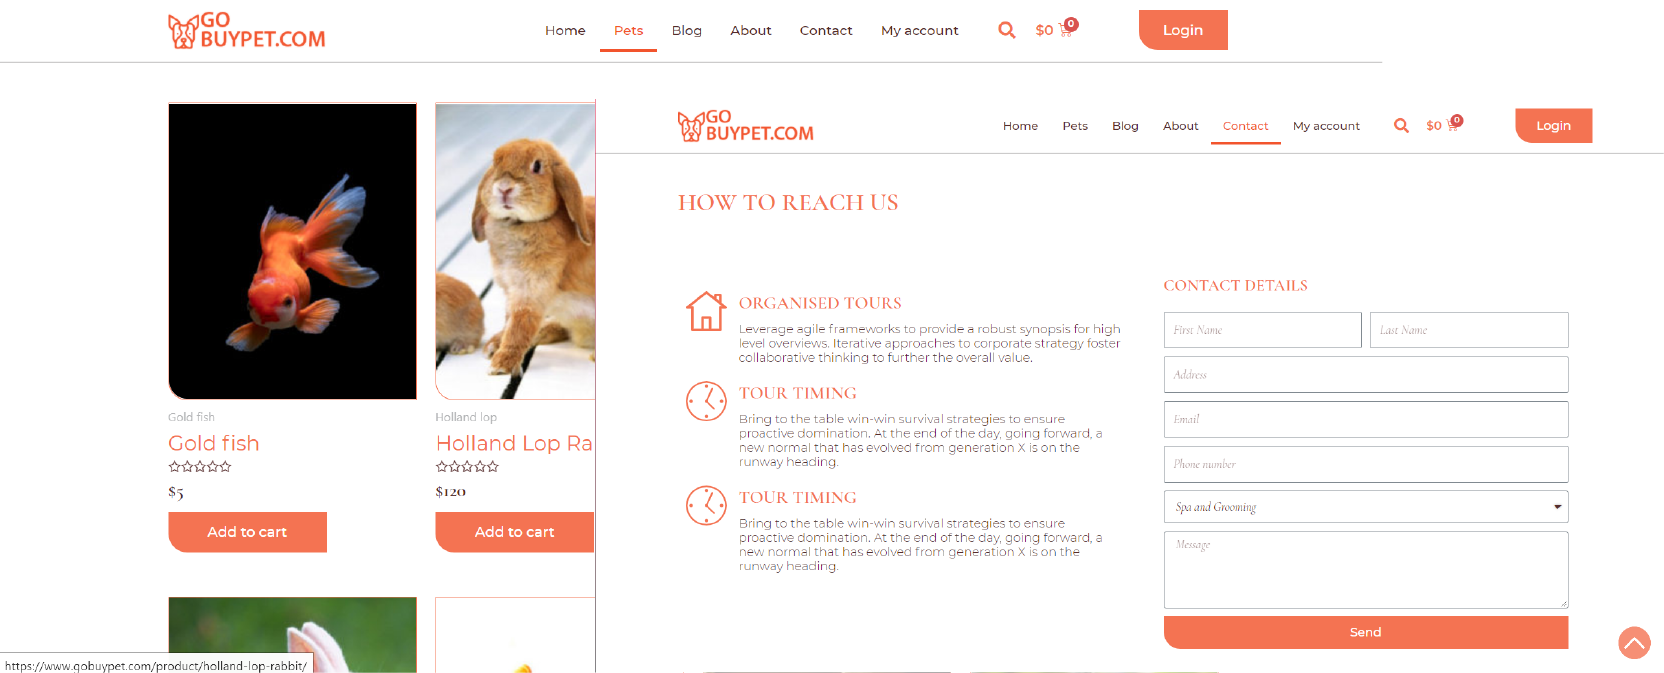 GO
BUYPET.COM
Home Pets Blog About Contact My account $0 0 Login
Gold fish
Gold fish
$5
Add to cart
Holland lop
Holland Lop Ra
$120
Add to cart
https://www.gobuypet.com/product/holland-lop-rabbit/
GO
BUYPET.COM
Home Pets Blog About Contact My account $0 0 Login
HOW TO REACH US
ORGANISED TOURS
Leverage agile frameworks to provide a robust synopsis for high
level overviews. Iterative approaches to corporate strategy foster
collaborative thinking to further the overall value.
TOUR TIMING
Bring to the table win-win survival strategies to ensure
proactive domination. At the end of the day, going forward, a
new normal that has evolved from generation X is on the
runway heading.
TOUR TIMING
Bring to the table win-win survival strategies to ensure
proactive domination. At the end of the day, going forward, a
new normal that has evolved from generation X is on the
runway heading.
CONTACT DETAILS
First Name Last Name
Address
Email
Phone number
Spa and Grooming
Message
Send